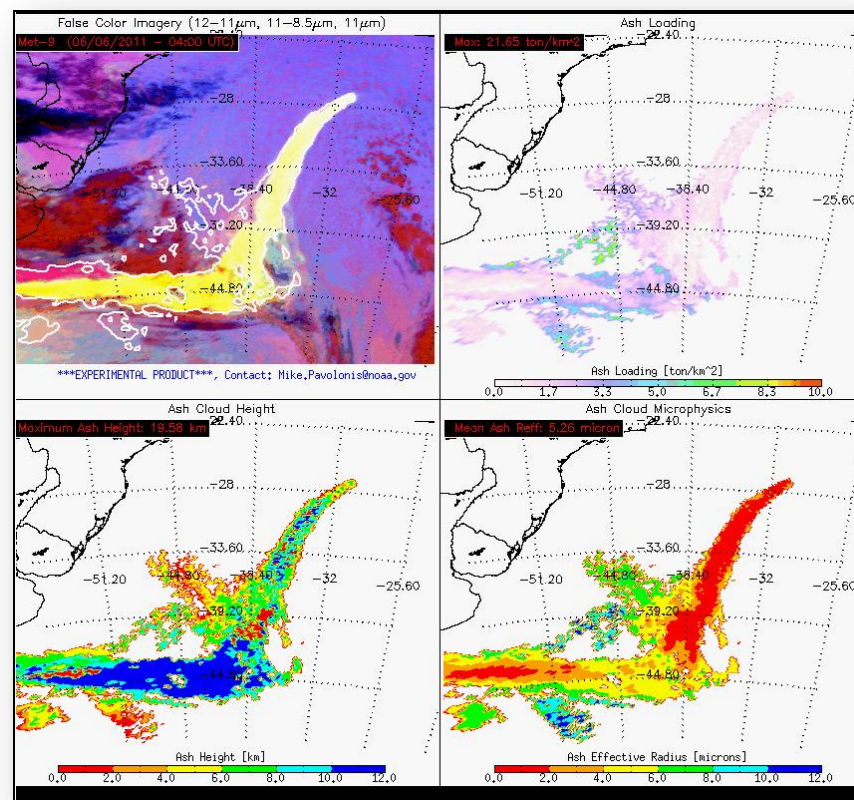 False Color Imagery (12–11μm, 11–8.5μm, 11μm)
Met-9 (06/06/2011 - 04:00 UTC)
-22.40
-28
-33.60
-51.20
-44.80
-38.40
-32
-25.60
-39.20
-44.80
***EXPERIMENTAL PRODUCT***, Contact: Mike.Pavolonis@noaa.gov
Ash Loading
Max: 21.65 ton/km^2
-22.40
-28
-33.60
-51.20
-44.80
-38.40
-32
-25.60
-39.20
-44.80
Ash Loading [ton/km^2]
0.0 1.7 3.3 5.0 6.7 8.3 10.0
Ash Cloud Height
Maximum Ash Height: 19.58 km
-22.40
-28
-33.60
-51.20
-44.80
-38.40
-32
-25.60
-39.20
-44.80
Ash Height [km]
0.0 2.0 4.0 6.0 8.0 10.0 12.0
Ash Cloud Microphysics
Mean Ash Reff: 5.26 micron
-22.40
-28
-33.60
-51.20
-44.80
-38.40
-32
-25.60
-39.20
-44.80
Ash Effective Radius [microns]
0.0 2.0 4.0 6.0 8.0 10.0 12.0